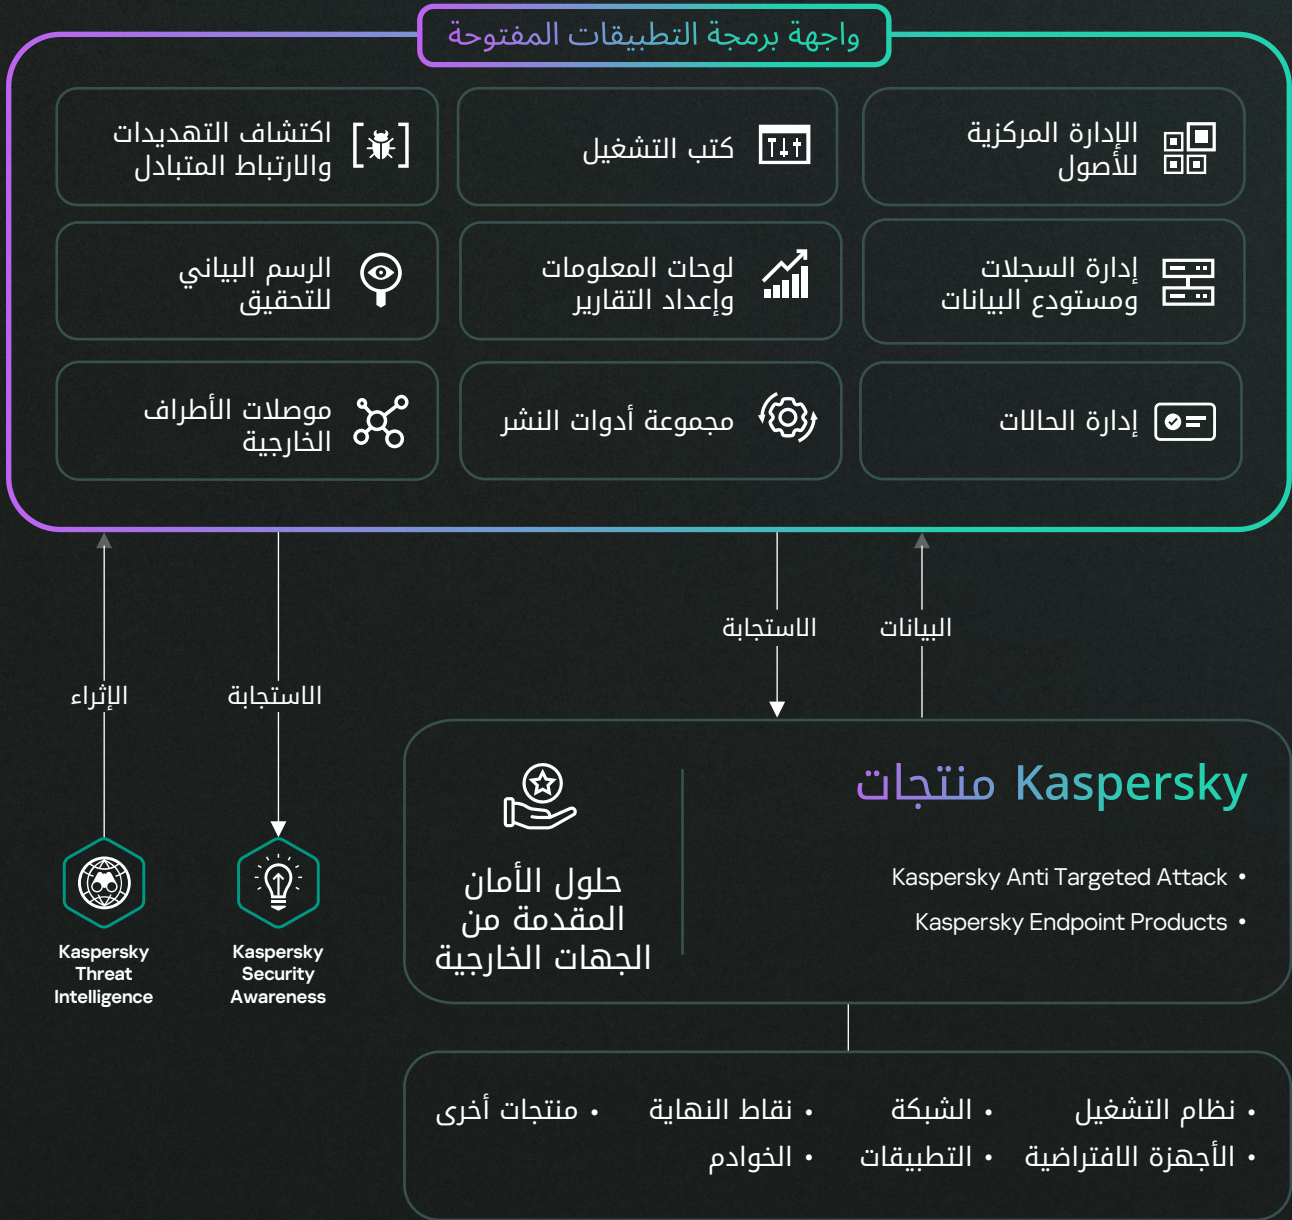 واجهة برمجة التطبيقات المفتوحة
الإدارة المركزية
للأصول
كتب التشغيل
اكتشاف التهديدات
والارتباط المتبادل
إدارة السجلات
ومستودع البيانات
لوحات المعلومات
وإعداد التقارير
الرسم البياني
للتحقيق
إدارة الحالات
مجموعة أدوات النشر
موصلات الأطراف
الخارجية
البيانات
الاستجابة
الاستجابة
الإثراء
منتجات Kaspersky
• Kaspersky Anti Targeted Attack
• Kaspersky Endpoint Products
حلول الأمان
المقدمة من
الجهات الخارجية
Kaspersky
Security
Awareness
Kaspersky
Threat
Intelligence
• نظام التشغيل
• الأجهزة الافتراضية
• الشبكة
• التطبيقات
• نقاط النهاية
• الخوادم
• منتجات أخرى